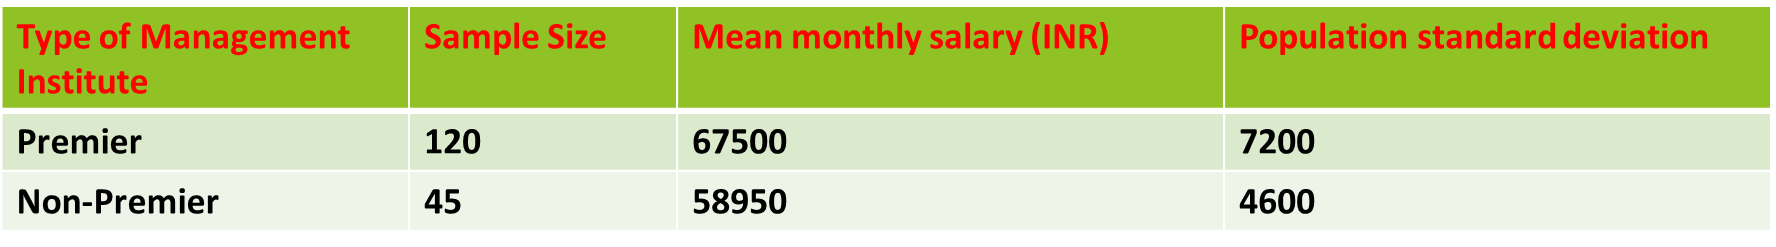 Type of Management Institute Sample Size Mean monthly salary (INR) Population standard deviation
Premier 120 67500 7200
Non-Premier 45 58950 4600